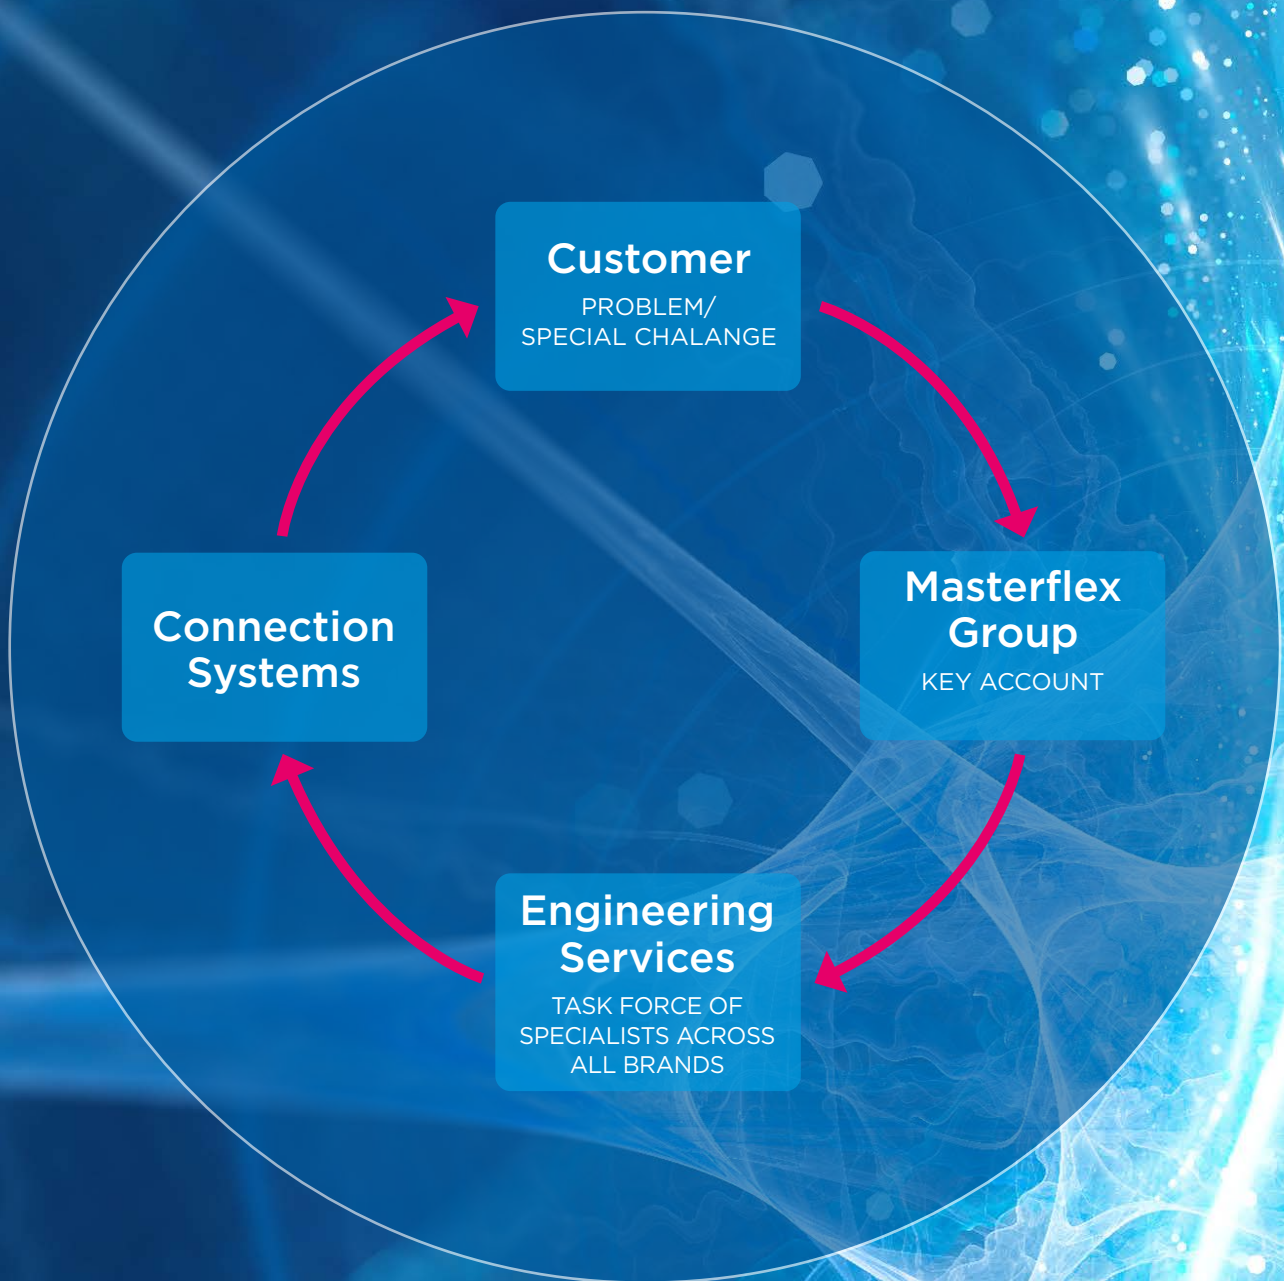 Customer
PROBLEM/
SPECIAL CHALANGE
Masterflex
Group
KEY ACCOUNT
Engineering
Services
TASK FORCE OF
SPECIALISTS ACROSS
ALL BRANDS
Connection
Systems